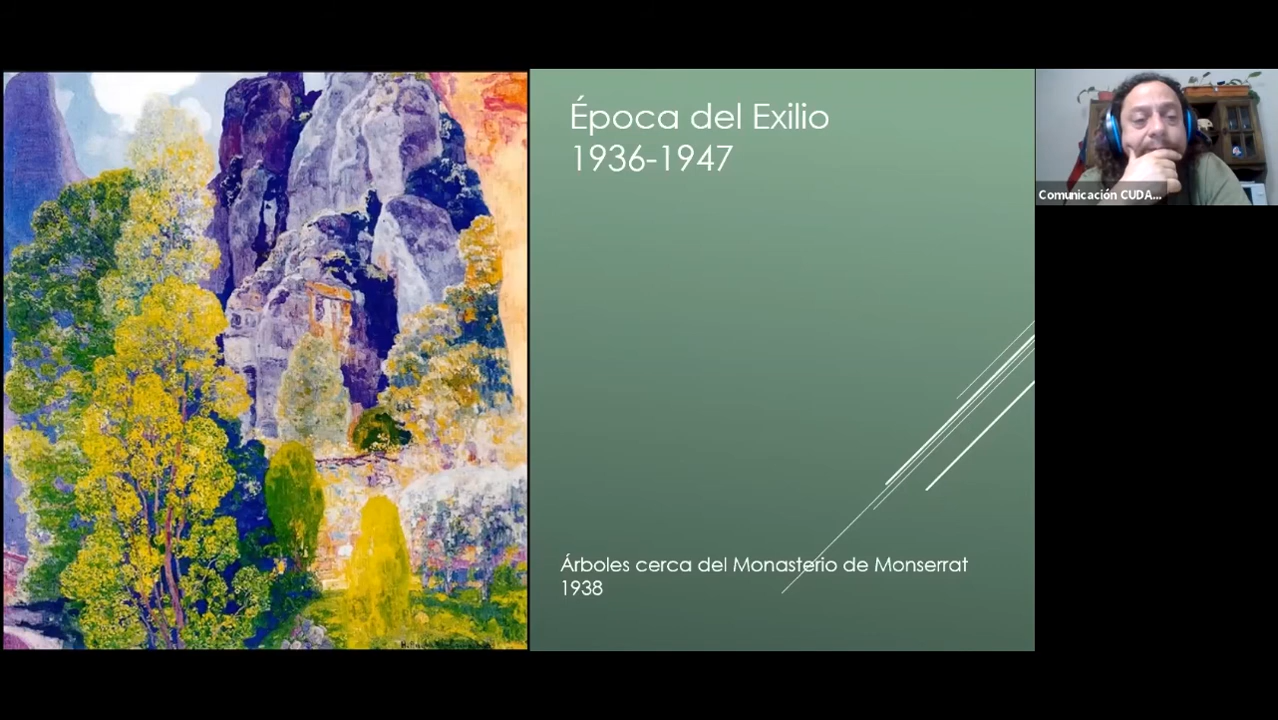 Época del Exilio
1936-1947
Árboles cerca del Monasterio de Monserrat
1938
Comunicación CUDA...